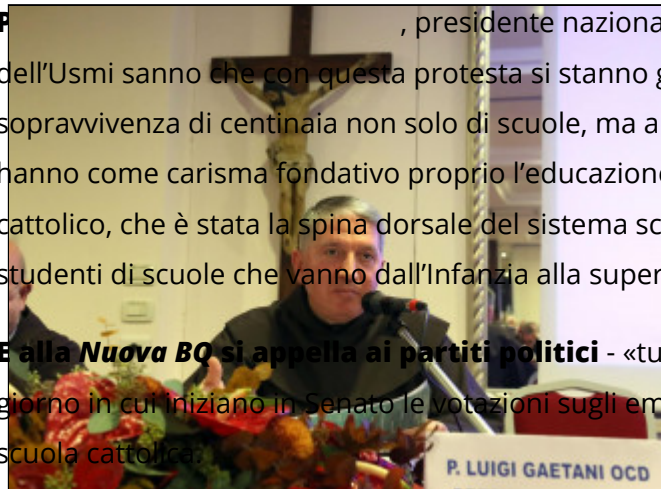 P , presidente naziona
dell'Usmi sanno che con questa protesta si stanno g
sopravvivenza di centinaia non solo di scuole, ma a
hanno come carisma fondativo proprio l'educazione
cattolico, che è stata la spina dorsale del sistema sc
studenti di scuole che vanno dall'Infanzia alla super
E alla Nuova BQ si appella ai partiti politici - «tu
giorno in cui iniziano in Senato le votazioni sugli em
scuola cattolica.
P. LUIGI GAETANI OCD